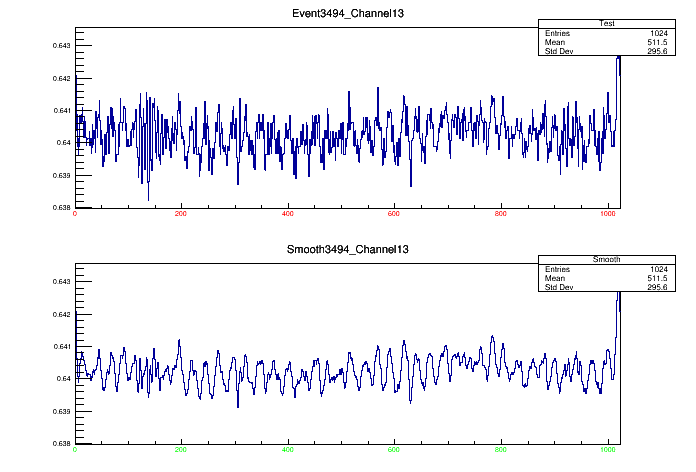 Event3494_Channel13
Test
Entries 1024
Mean 511.5
Std Dev 295.6
0.643
0.642
0.641
0.64
0.639
0.638
0 200 400 600 800 1000
Smooth3494_Channel13
Smooth
Entries 1024
Mean 511.5
Std Dev 295.6
0.643
0.642
0.641
0.64
0.639
0.638
0 200 400 600 800 1000